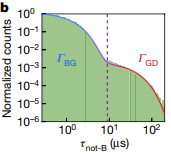 b
Normalized counts
10⁰
10⁻¹
10⁻²
10⁻³
10⁻⁴
10⁻⁵
10⁻⁶
Γ_BG
Γ_GD
10⁰ 10¹ 10²
τ_not-B (μs)